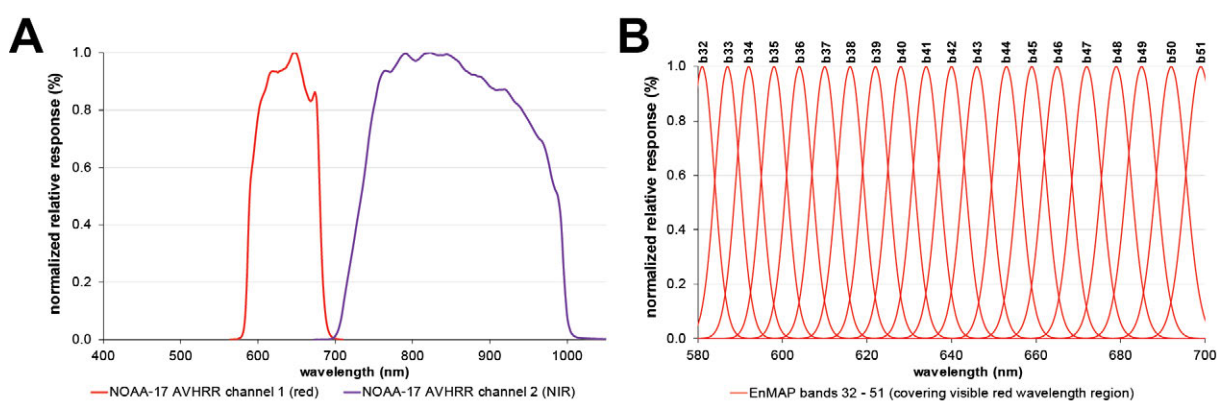 A
normalized relative response (%)
1.0
0.8
0.6
0.4
0.2
0.0
400 500 600 700 800 900 1000
wavelength (nm)
NOAA-17 AVHRR channel 1 (red) NOAA-17 AVHRR channel 2 (NIR)
B
b32 b33 b34 b35 b36 b37 b38 b39 b40 b41 b42 b43 b44 b45 b46 b47 b48 b49 b50 b51
normalized relative response (%)
1.0
0.8
0.6
0.4
0.2
0.0
580 600 620 640 660 680 700
wavelength (nm)
EnMAP bands 32 - 51 (covering visible red wavelength region)